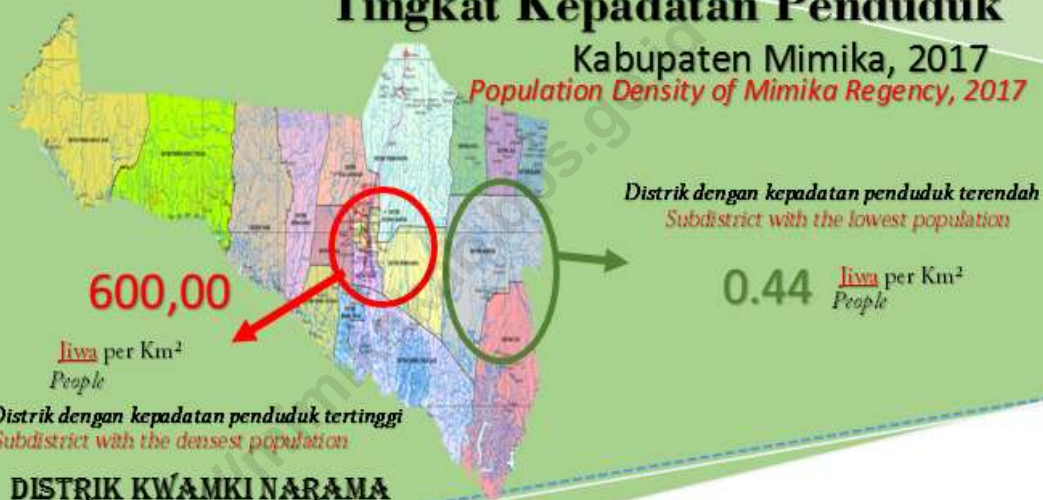 Tingkat Kepadatan Penduduk
Kabupaten Mimika, 2017
Population Density of Mimika Regency, 2017
Distrik dengan kepadatan penduduk terendah
Subdistrict with the lowest population
0.44 Jiwa per Km²
People
600,00
Jiwa per Km²
People
Distrik dengan kepadatan penduduk tertinggi
Subdistrict with the densest population
DISTRIK KWAMKI NARAMA